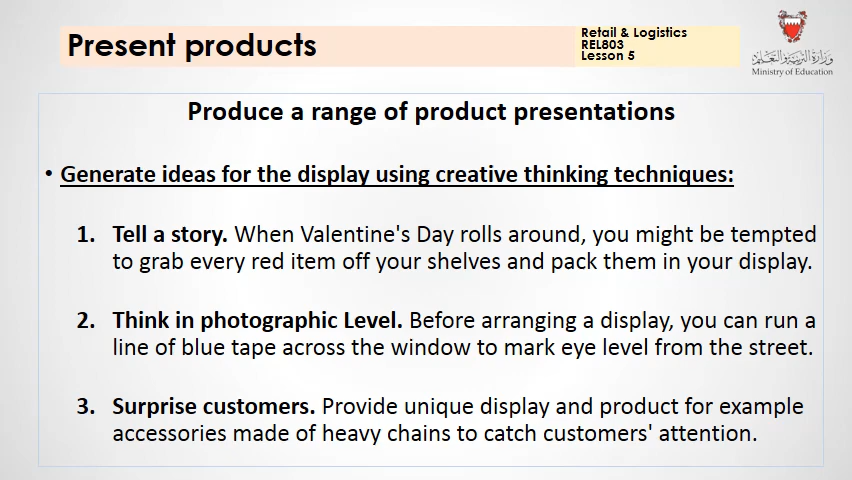 Present products
Retail & Logistics
REL803
Lesson 5
وزارة التربية والتعليم
Ministry of Education
Produce a range of product presentations
• Generate ideas for the display using creative thinking techniques:
1. Tell a story. When Valentine's Day rolls around, you might be tempted
to grab every red item off your shelves and pack them in your display.
2. Think in photographic Level. Before arranging a display, you can run a
line of blue tape across the window to mark eye level from the street.
3. Surprise customers. Provide unique display and product for example
accessories made of heavy chains to catch customers' attention.